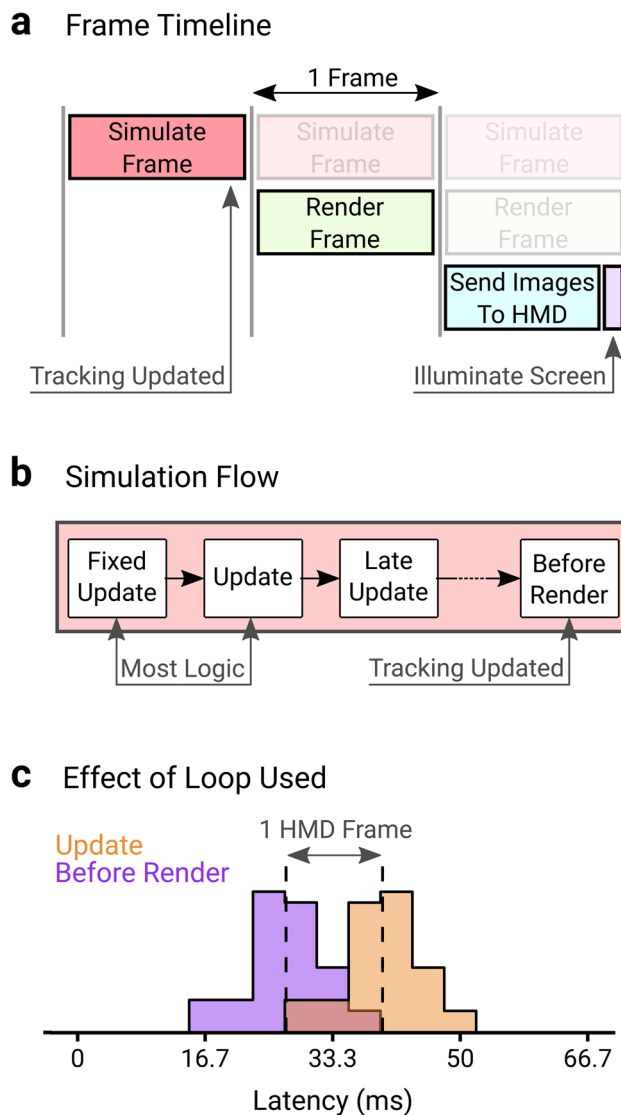 a Frame Timeline
1 Frame
Simulate
Frame
Simulate
Frame
Simulate
Frame
Render
Frame
Render
Frame
Send Images
To HMD
Tracking Updated
Illuminate Screen
b Simulation Flow
Fixed
Update
Update
Late
Update
Before
Render
Most Logic
Tracking Updated
c Effect of Loop Used
1 HMD Frame
Update
Before Render
0 16.7 33.3 50 66.7
Latency (ms)